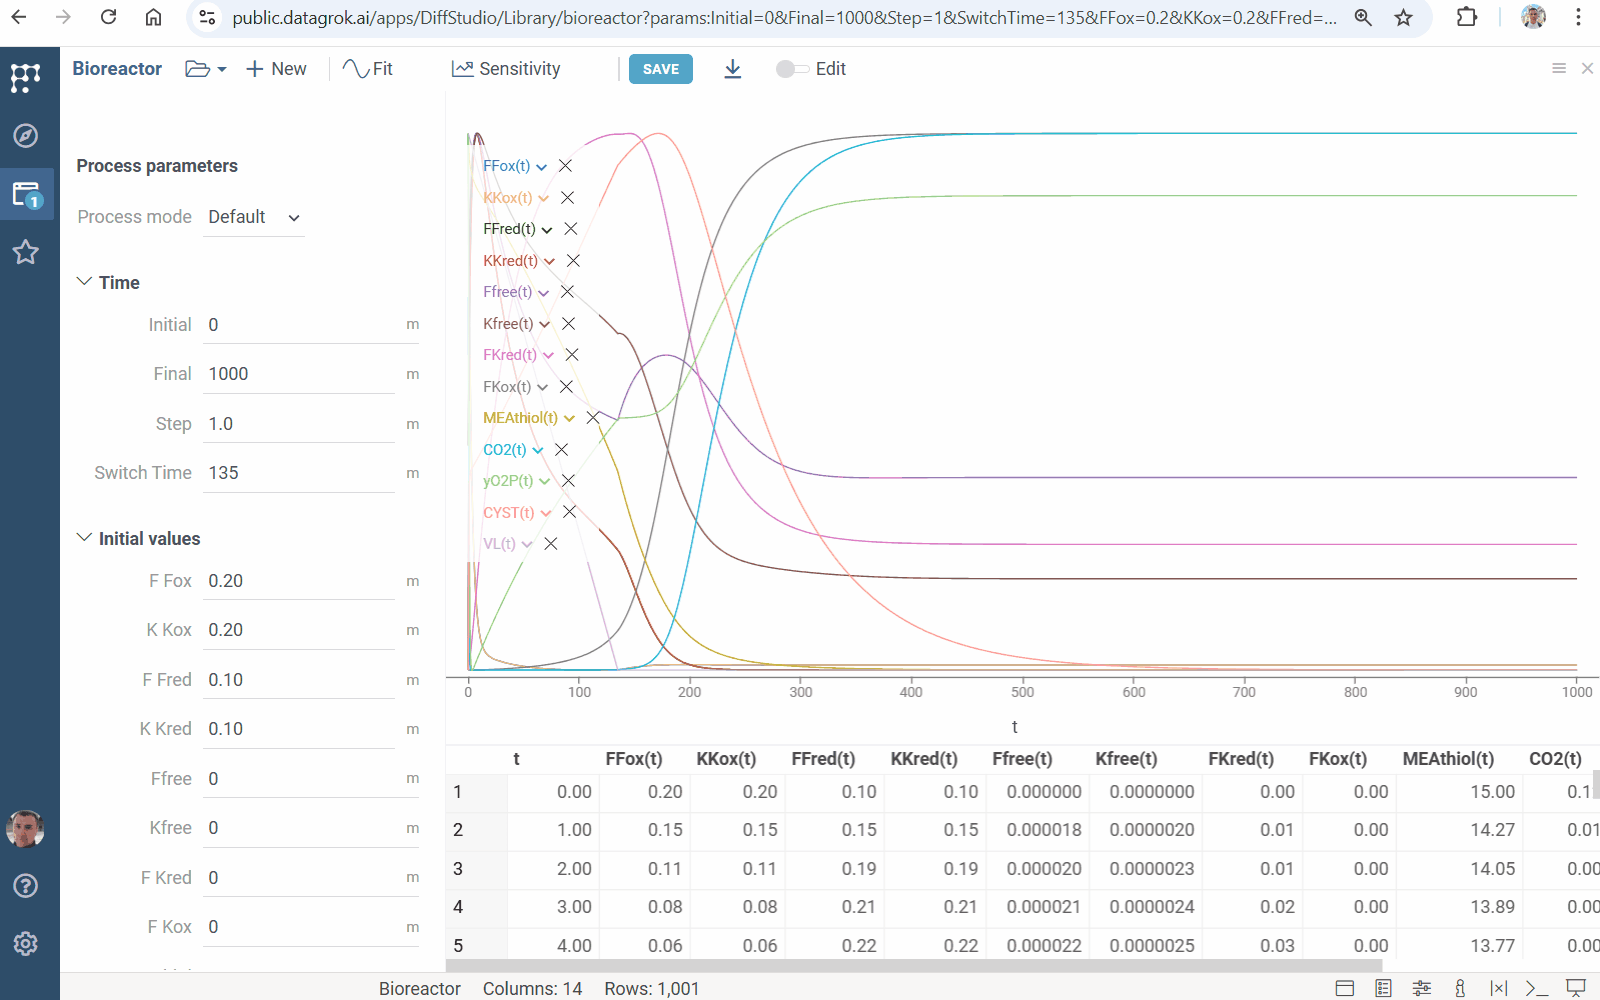 public.datagrok.ai/apps/DiffStudio/Library/bioreactor?params:Initial=0&Final=1000&Step=1&SwitchTime=135&FFox=0.2&KKox=0.2&FFred=...
Bioreactor New Fit Sensitivity SAVE Edit
1
Process parameters
Process mode Default
Time
Initial 0 m
Final 1000 m
Step 1.0 m
Switch Time 135 m
Initial values
F Fox 0.20 m
K Kox 0.20 m
F Fred 0.10 m
K Kred 0.10 m
Ffree 0 m
Kfree 0 m
F Kred 0 m
F Kox 0 m
FFox(t)
KKox(t)
FFred(t)
KKred(t)
Ffree(t)
Kfree(t)
FKred(t)
FKox(t)
MEAthiol(t)
CO2(t)
yO2P(t)
CYST(t)
VL(t)
0 100 200 300 400 500 600 700 800 900 1000
t
t FFox(t) KKox(t) FFred(t) KKred(t) Ffree(t) Kfree(t) FKred(t) FKox(t) MEAthiol(t) CO2(t)
1 0.00 0.20 0.20 0.10 0.10 0.000000 0.0000000 0.00 0.00 15.00 0.1
2 1.00 0.15 0.15 0.15 0.15 0.000018 0.0000020 0.01 0.00 14.27 0.01
3 2.00 0.11 0.11 0.19 0.19 0.000020 0.0000023 0.01 0.00 14.05 0.00
4 3.00 0.08 0.08 0.21 0.21 0.000021 0.0000024 0.02 0.00 13.89 0.00
5 4.00 0.06 0.06 0.22 0.22 0.000022 0.0000025 0.03 0.00 13.77 0.00
Bioreactor Columns: 14 Rows: 1,001